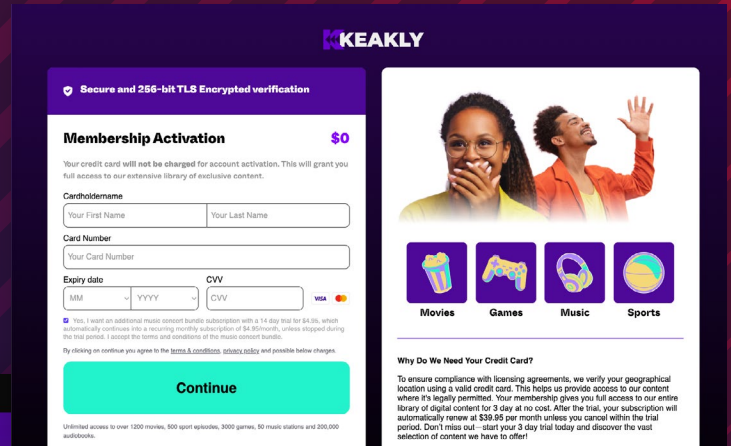 KEAKLY
Secure and 256-bit TLS Encrypted verification
Membership Activation $0
Your credit card will not be charged for account activation. This will grant you
full access to our extensive library of exclusive content.
Cardholdername
Your First Name Your Last Name
Card Number
Your Card Number
Expiry date CVV
MM YYYY CVV VISA
Yes, I want an additional music concert bundle subscription with a 14 day trial for $4.95, which
automatically continues into a recurring monthly subscription of $4.95/month, unless stopped during
the trial period. I accept the terms and conditions of the music concert bundle.
By clicking on continue you agree to the terms & conditions, privacy policy and possible below charges.
Continue
Unlimited access to over 1200 movies, 500 sport episodes, 3000 games, 50 music stations and 200,000
audiobooks.
Movies Games Music Sports
Why Do We Need Your Credit Card?
To ensure compliance with licensing agreements, we verify your geographical
location using a valid credit card. This helps us provide access to our content
where it's legally permitted. Your membership gives you full access to our entire
library of digital content for 3 day at no cost. After the trial, your subscription will
automatically renew at $39.95 per month unless you cancel within the trial
period. Don't miss out—start your 3 day trial today and discover the vast
selection of content we have to offer!